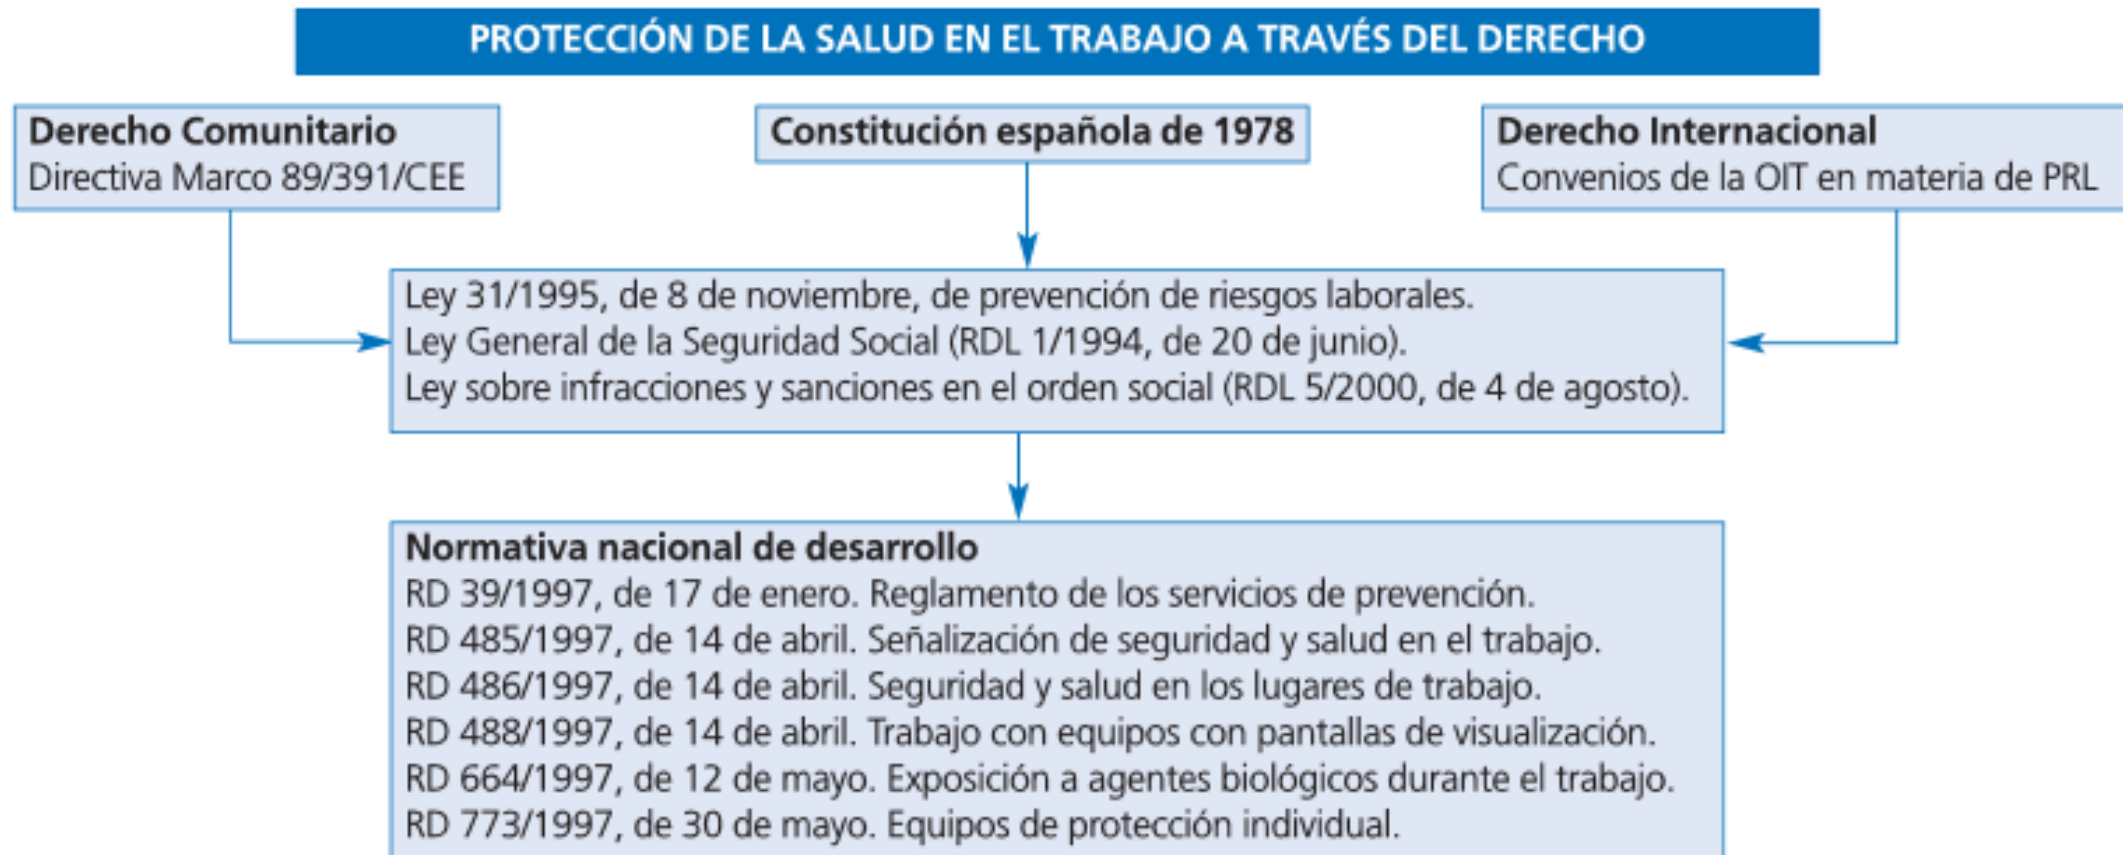 PROTECCIÓN DE LA SALUD EN EL TRABAJO A TRAVÉS DEL DERECHO
Derecho Comunitario
Directiva Marco 89/391/CEE
Constitución española de 1978
Derecho Internacional
Convenios de la OIT en materia de PRL
Ley 31/1995, de 8 de noviembre, de prevención de riesgos laborales.
Ley General de la Seguridad Social (RDL 1/1994, de 20 de junio).
Ley sobre infracciones y sanciones en el orden social (RDL 5/2000, de 4 de agosto).
Normativa nacional de desarrollo
RD 39/1997, de 17 de enero. Reglamento de los servicios de prevención.
RD 485/1997, de 14 de abril. Señalización de seguridad y salud en el trabajo.
RD 486/1997, de 14 de abril. Seguridad y salud en los lugares de trabajo.
RD 488/1997, de 14 de abril. Trabajo con equipos con pantallas de visualización.
RD 664/1997, de 12 de mayo. Exposición a agentes biológicos durante el trabajo.
RD 773/1997, de 30 de mayo. Equipos de protección individual.